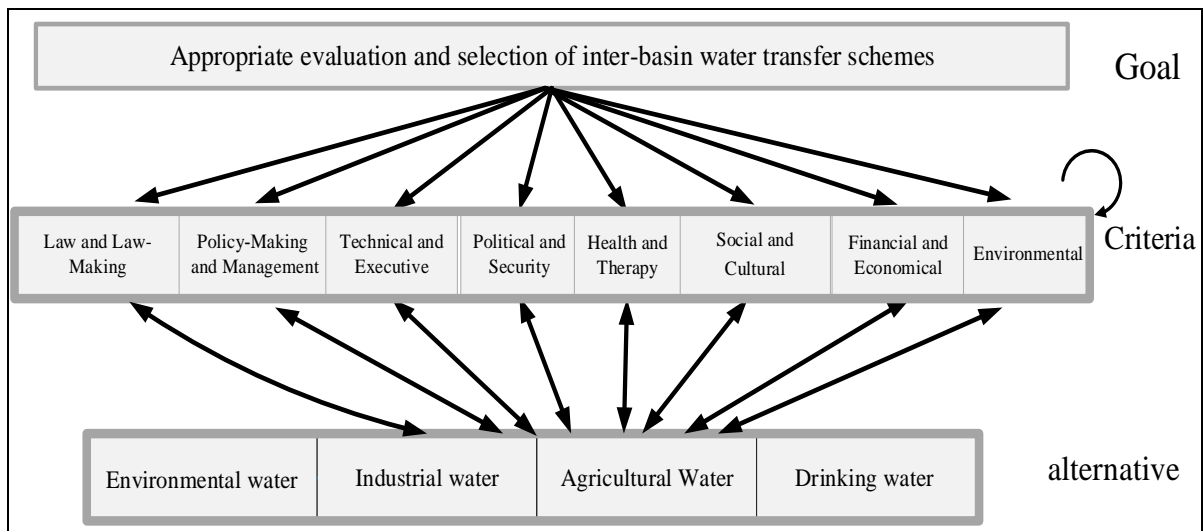 Appropriate evaluation and selection of inter-basin water transfer schemes
Goal
Law and Law-
Making
Policy-Making
and Management
Technical and
Executive
Political and
Security
Health and
Therapy
Social and
Cultural
Financial and
Economical
Environmental
Criteria
Environmental water
Industrial water
Agricultural Water
Drinking water
alternative